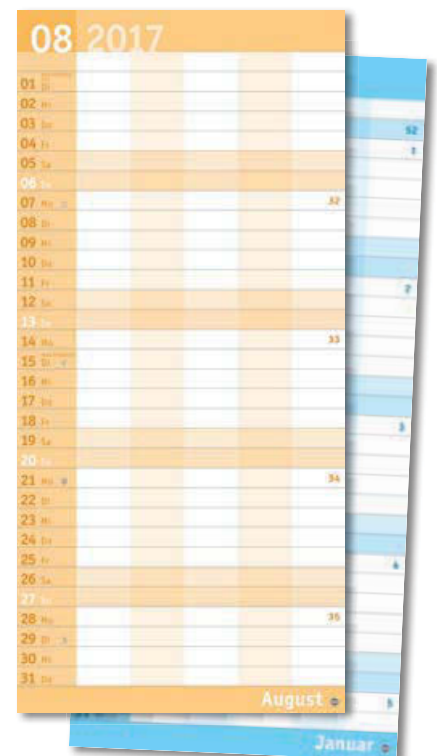 08 2017
01 Di
02 Mi
03 Do
04 Fr
05 Sa
06 So
07 Mo 32
08 Di
09 Mi
10 Do
11 Fr
12 Sa
13 So
14 Mo 33
15 Di
16 Mi
17 Do
18 Fr
19 Sa
20 So
21 Mo 34
22 Di
23 Mi
24 Do
25 Fr
26 Sa
27 So
28 Mo 35
29 Di
30 Mi
31 Do
August
52
1
2
3
4
5
Januar